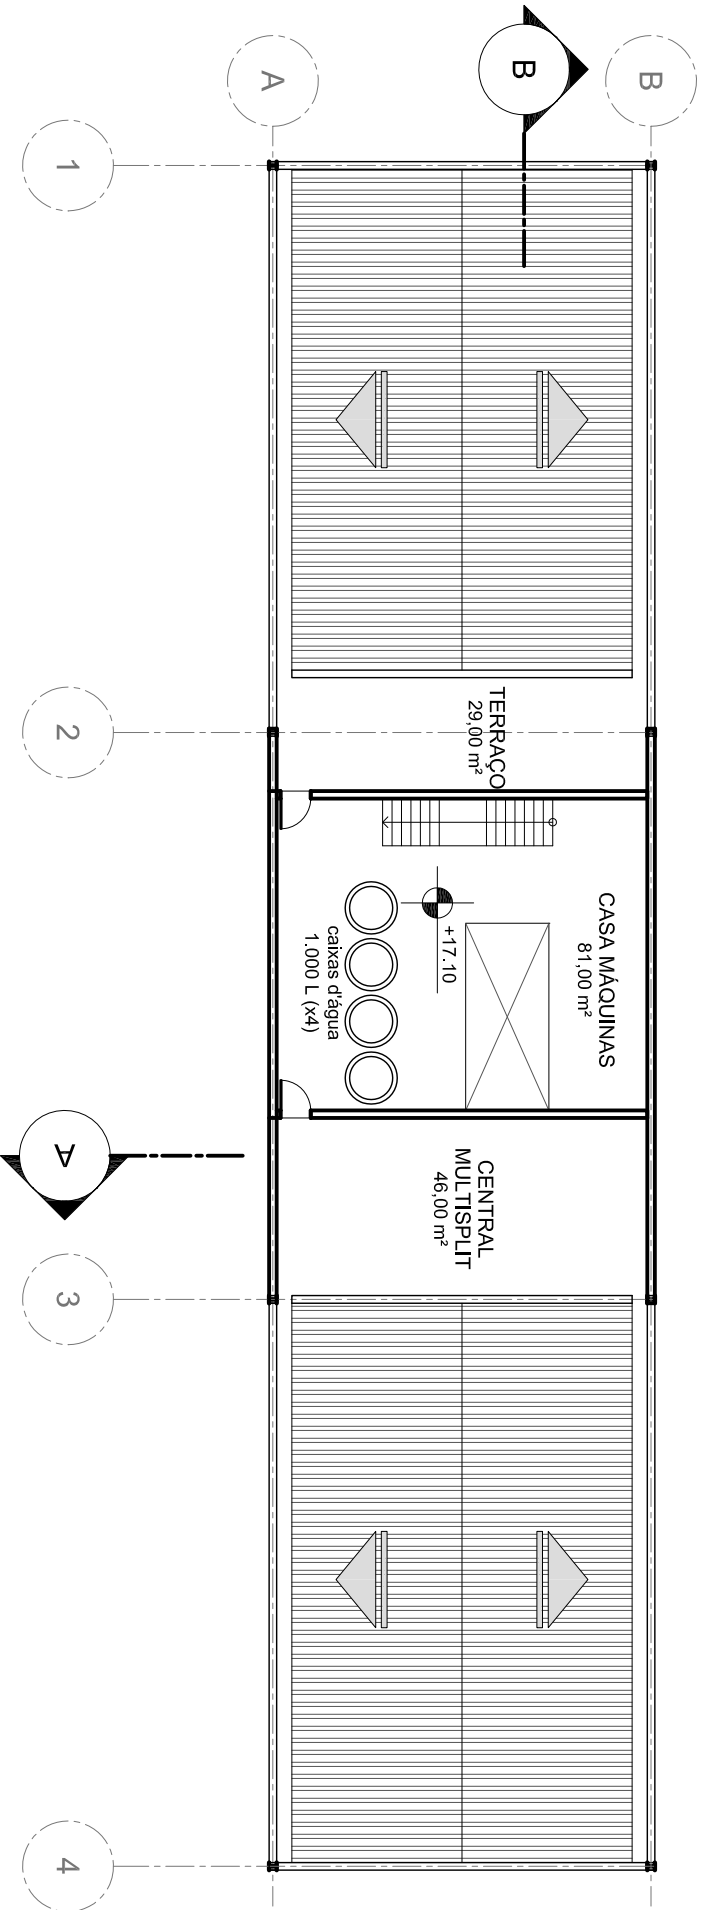 A
B
B
1
TERRAÇO
29,00 m²
2
CASA MÁQUINAS
81,00 m²
+17.10
caixas d'água
1.000 L (x4)
A
CENTRAL
MULTISPLIT
46,00 m²
3
4